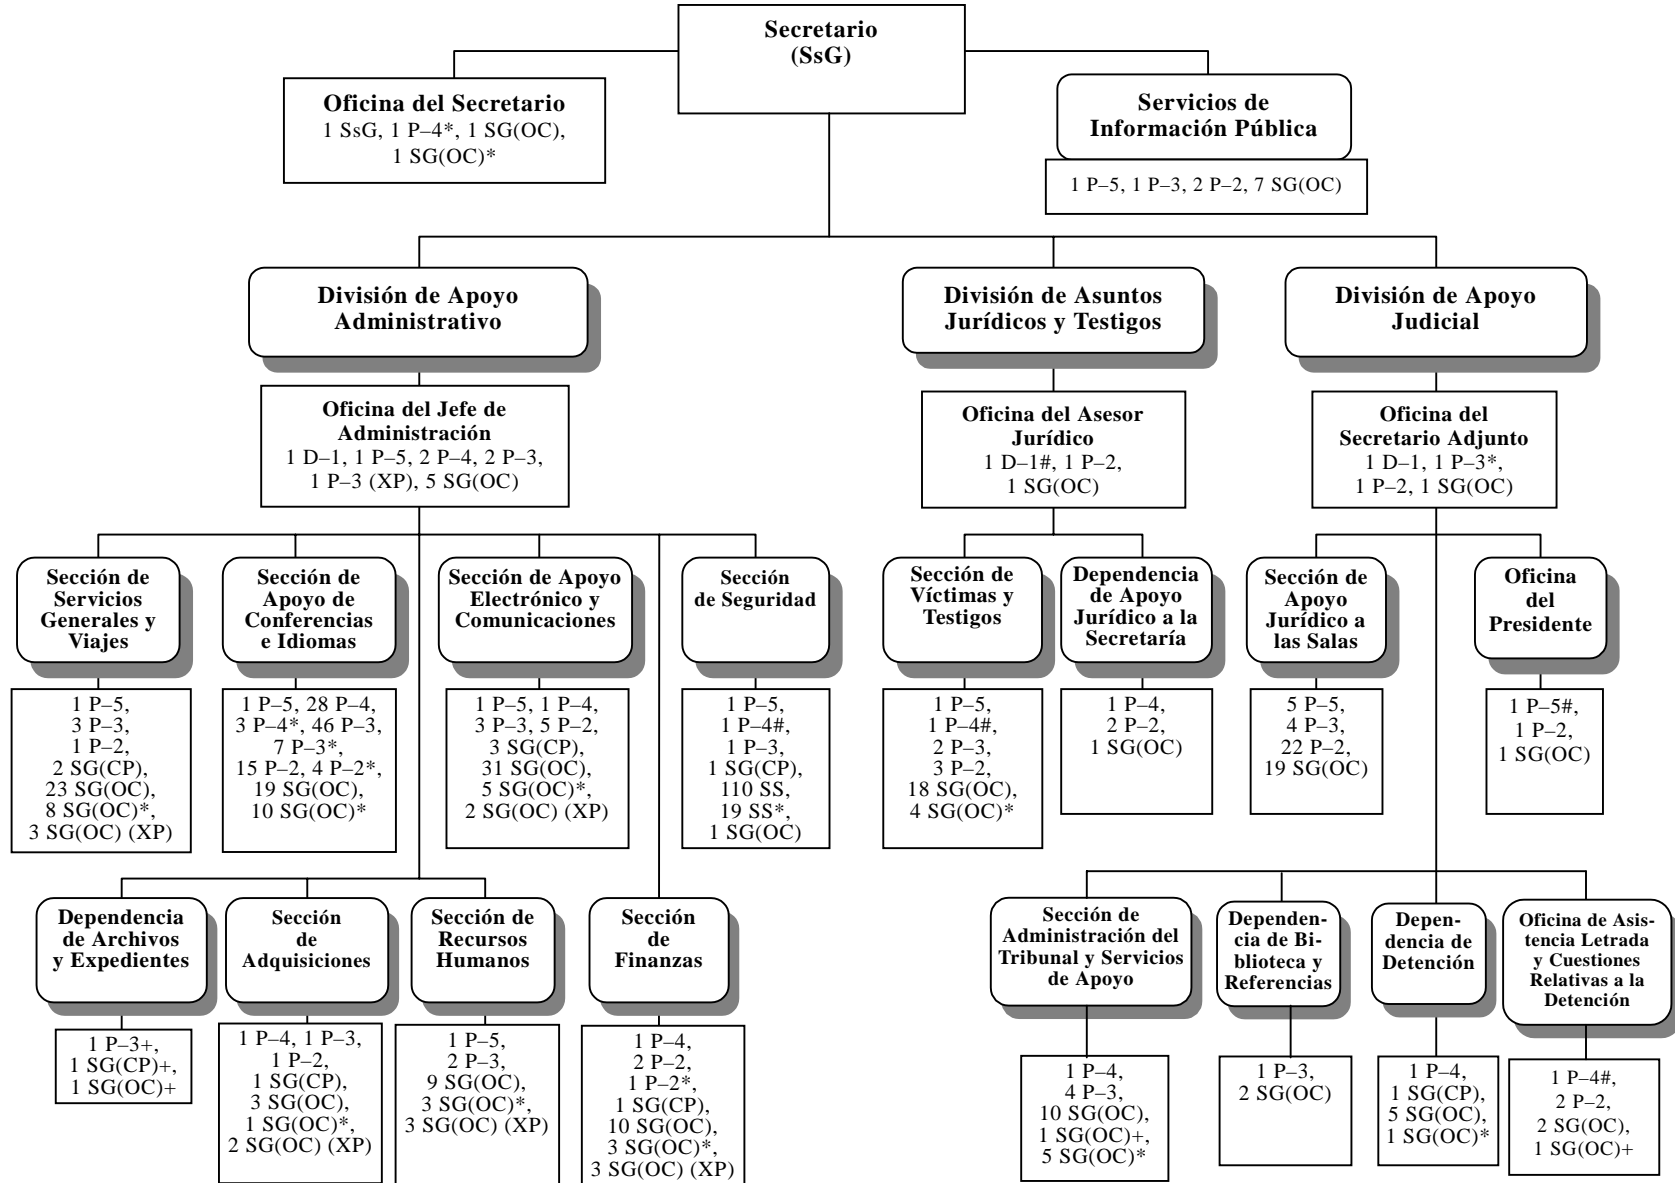 Secretario
(SsG)
Oficina del Secretario
1 SsG, 1 P–4*, 1 SG(OC),
1 SG(OC)*
Servicios de
Información Pública
1 P–5, 1 P–3, 2 P–2, 7 SG(OC)
División de Apoyo
Administrativo
División de Asuntos
Jurídicos y Testigos
División de Apoyo
Judicial
Oficina del Jefe de
Administración
1 D–1, 1 P–5, 2 P–4, 2 P–3,
1 P–3 (XP), 5 SG(OC)
Oficina del Asesor
Jurídico
1 D–1#, 1 P–2,
1 SG(OC)
Oficina del
Secretario Adjunto
1 D–1, 1 P–3*,
1 P–2, 1 SG(OC)
Sección de
Servicios
Generales y
Viajes
1 P–5,
3 P–3,
1 P–2,
2 SG(CP),
23 SG(OC),
8 SG(OC)*,
3 SG(OC) (XP)
Sección de
Apoyo de
Conferencias
e Idiomas
1 P–5, 28 P–4,
3 P–4*, 46 P–3,
7 P–3*,
15 P–2, 4 P–2*,
19 SG(OC),
10 SG(OC)*
Sección de Apoyo
Electrónico y
Comunicaciones
1 P–5, 1 P–4,
3 P–3, 5 P–2,
3 SG(CP),
31 SG(OC),
5 SG(OC)*,
2 SG(OC) (XP)
Sección
de Seguridad
1 P–5,
1 P–4#,
1 P–3,
1 SG(CP),
110 SS,
19 SS*,
1 SG(OC)
Sección de
Víctimas y
Testigos
1 P–5,
1 P–4#,
2 P–3,
3 P–2,
18 SG(OC),
4 SG(OC)*
Dependencia
de Apoyo
Jurídico a la
Secretaría
1 P–4,
2 P–2,
1 SG(OC)
Sección de
Apoyo
Jurídico a
las Salas
5 P–5,
4 P–3,
22 P–2,
19 SG(OC)
Oficina
del
Presidente
1 P–5#,
1 P–2,
1 SG(OC)
Dependencia
de Archivos
y Expedientes
1 P–3+,
1 SG(CP)+,
1 SG(OC)+
Sección
de
Adquisiciones
1 P–4, 1 P–3,
1 P–2,
1 SG(CP),
3 SG(OC),
1 SG(OC)*,
2 SG(OC) (XP)
Sección de
Recursos
Humanos
1 P–5,
2 P–3,
9 SG(OC),
3 SG(OC)*,
3 SG(OC) (XP)
Sección
de
Finanzas
1 P–4,
2 P–2,
1 P–2*,
1 SG(CP),
10 SG(OC),
3 SG(OC)*,
3 SG(OC) (XP)
Sección de
Administración del
Tribunal y Servicios
de Apoyo
1 P–4,
4 P–3,
10 SG(OC),
1 SG(OC)+,
5 SG(OC)*
Dependen-
cia de Bi-
blioteca y
Referencias
1 P–3,
2 SG(OC)
Depen-
dencia de
Detención
1 P–4,
1 SG(CP),
5 SG(OC),
1 SG(OC)*
Oficina de Asis-
tencia Letrada
y Cuestiones
Relativas a la
Detención
1 P–4#,
2 P–2,
2 SG(OC),
1 SG(OC)+